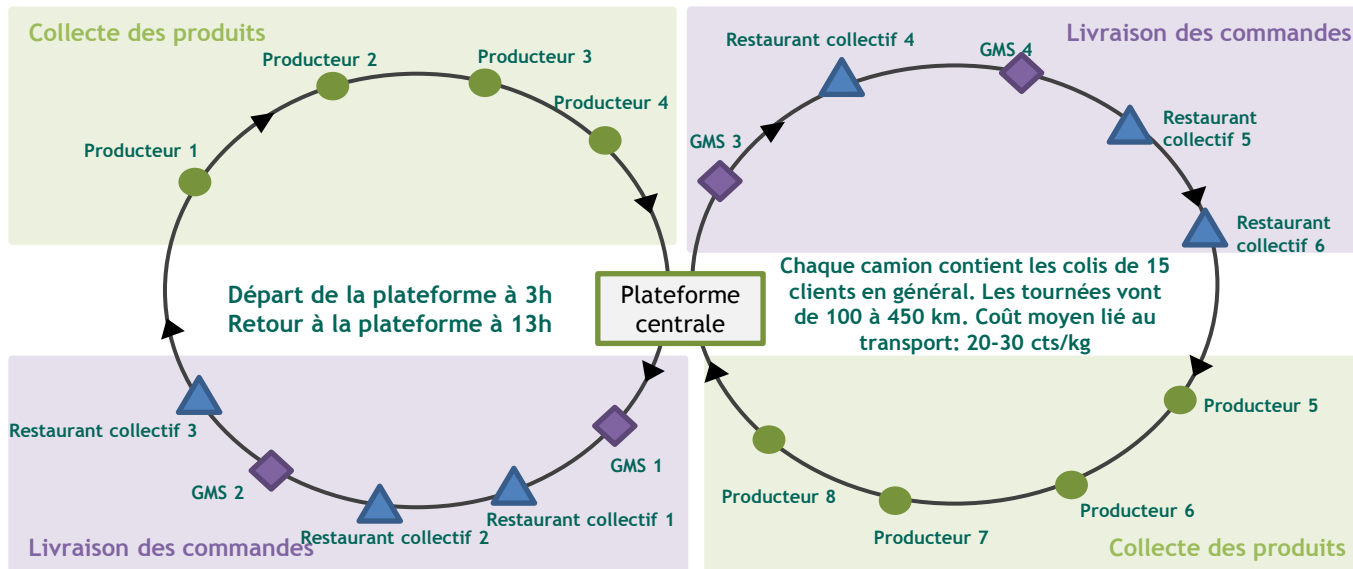 Collecte des produits
Producteur 2
Producteur 3
Producteur 4
Producteur 1
Restaurant collectif 4
GMS 4
Livraison des commandes
Restaurant
collectif 5
GMS 3
Restaurant
collectif 6
Départ de la plateforme à 3h
Retour à la plateforme à 13h
Plateforme
centrale
Chaque camion contient les colis de 15
clients en général. Les tournées vont
de 100 à 450 km. Coût moyen lié au
transport: 20-30 cts/kg
Restaurant collectif 3
GMS 2
Restaurant collectif 2
Restaurant collectif 1
GMS 1
Livraison des commandes
Producteur 5
Producteur 8
Producteur 7
Producteur 6
Collecte des produits